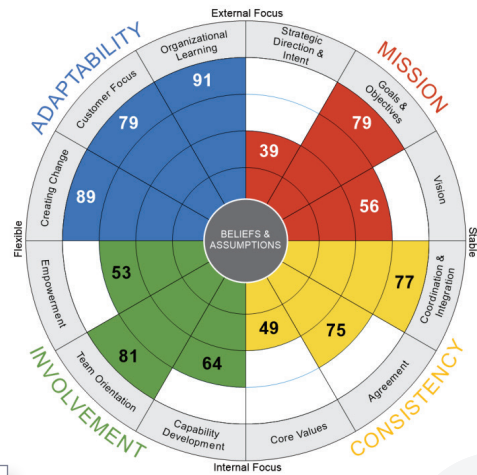 External Focus
ADAPTABILITY
MISSION
Organizational
Learning
Strategic
Direction &
Intent
Customer Focus
Goals &
Objectives
Creating Change
Vision
91
79
89
39
79
56
Flexible
BELIEFS &
ASSUMPTIONS
Stable
53
81
64
49
75
77
Empowerment
Coordination &
Integration
Team Orientation
Agreement
Capability
Development
Core Values
INVOLVEMENT
CONSISTENCY
Internal Focus